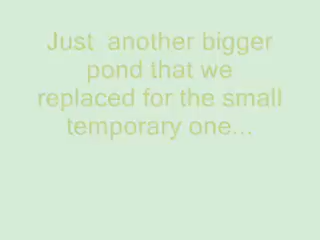 Just  another bigger
pond that we
replaced for the small
temporary one...